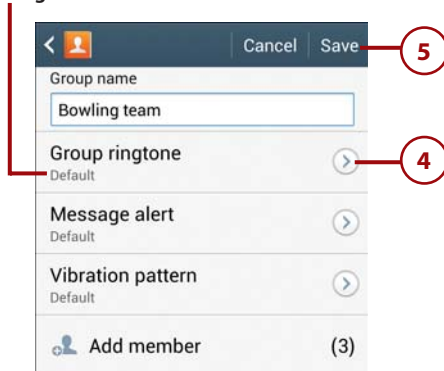 Cancel Save
5
Group name
Bowling team
Group ringtone
Default
4
Message alert
Default
Vibration pattern
Default
Add member (3)